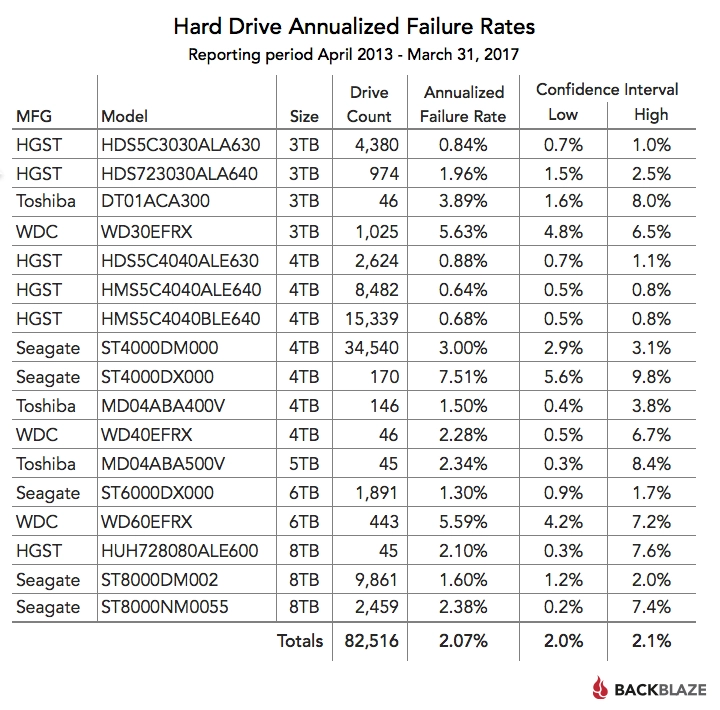 Hard Drive Annualized Failure Rates
Reporting period April 2013 - March 31, 2017
Drive Annualized Confidence Interval
MFG Model Size Count Failure Rate Low High
HGST HDS5C3030ALA630 3TB 4,380 0.84% 0.7% 1.0%
HGST HDS723030ALA640 3TB 974 1.96% 1.5% 2.5%
Toshiba DT01ACA300 3TB 46 3.89% 1.6% 8.0%
WDC WD30EFRX 3TB 1,025 5.63% 4.8% 6.5%
HGST HDS5C4040ALE630 4TB 2,624 0.88% 0.7% 1.1%
HGST HMS5C4040ALE640 4TB 8,482 0.64% 0.5% 0.8%
HGST HMS5C4040BLE640 4TB 15,339 0.68% 0.5% 0.8%
Seagate ST4000DM000 4TB 34,540 3.00% 2.9% 3.1%
Seagate ST4000DX000 4TB 170 7.51% 5.6% 9.8%
Toshiba MD04ABA400V 4TB 146 1.50% 0.4% 3.8%
WDC WD40EFRX 4TB 46 2.28% 0.5% 6.7%
Toshiba MD04ABA500V 5TB 45 2.34% 0.3% 8.4%
Seagate ST6000DX000 6TB 1,891 1.30% 0.9% 1.7%
WDC WD60EFRX 6TB 443 5.59% 4.2% 7.2%
HGST HUH728080ALE600 8TB 45 2.10% 0.3% 7.6%
Seagate ST8000DM002 8TB 9,861 1.60% 1.2% 2.0%
Seagate ST8000NM0055 8TB 2,459 2.38% 0.2% 7.4%
Totals 82,516 2.07% 2.0% 2.1%
BACKBLAZE